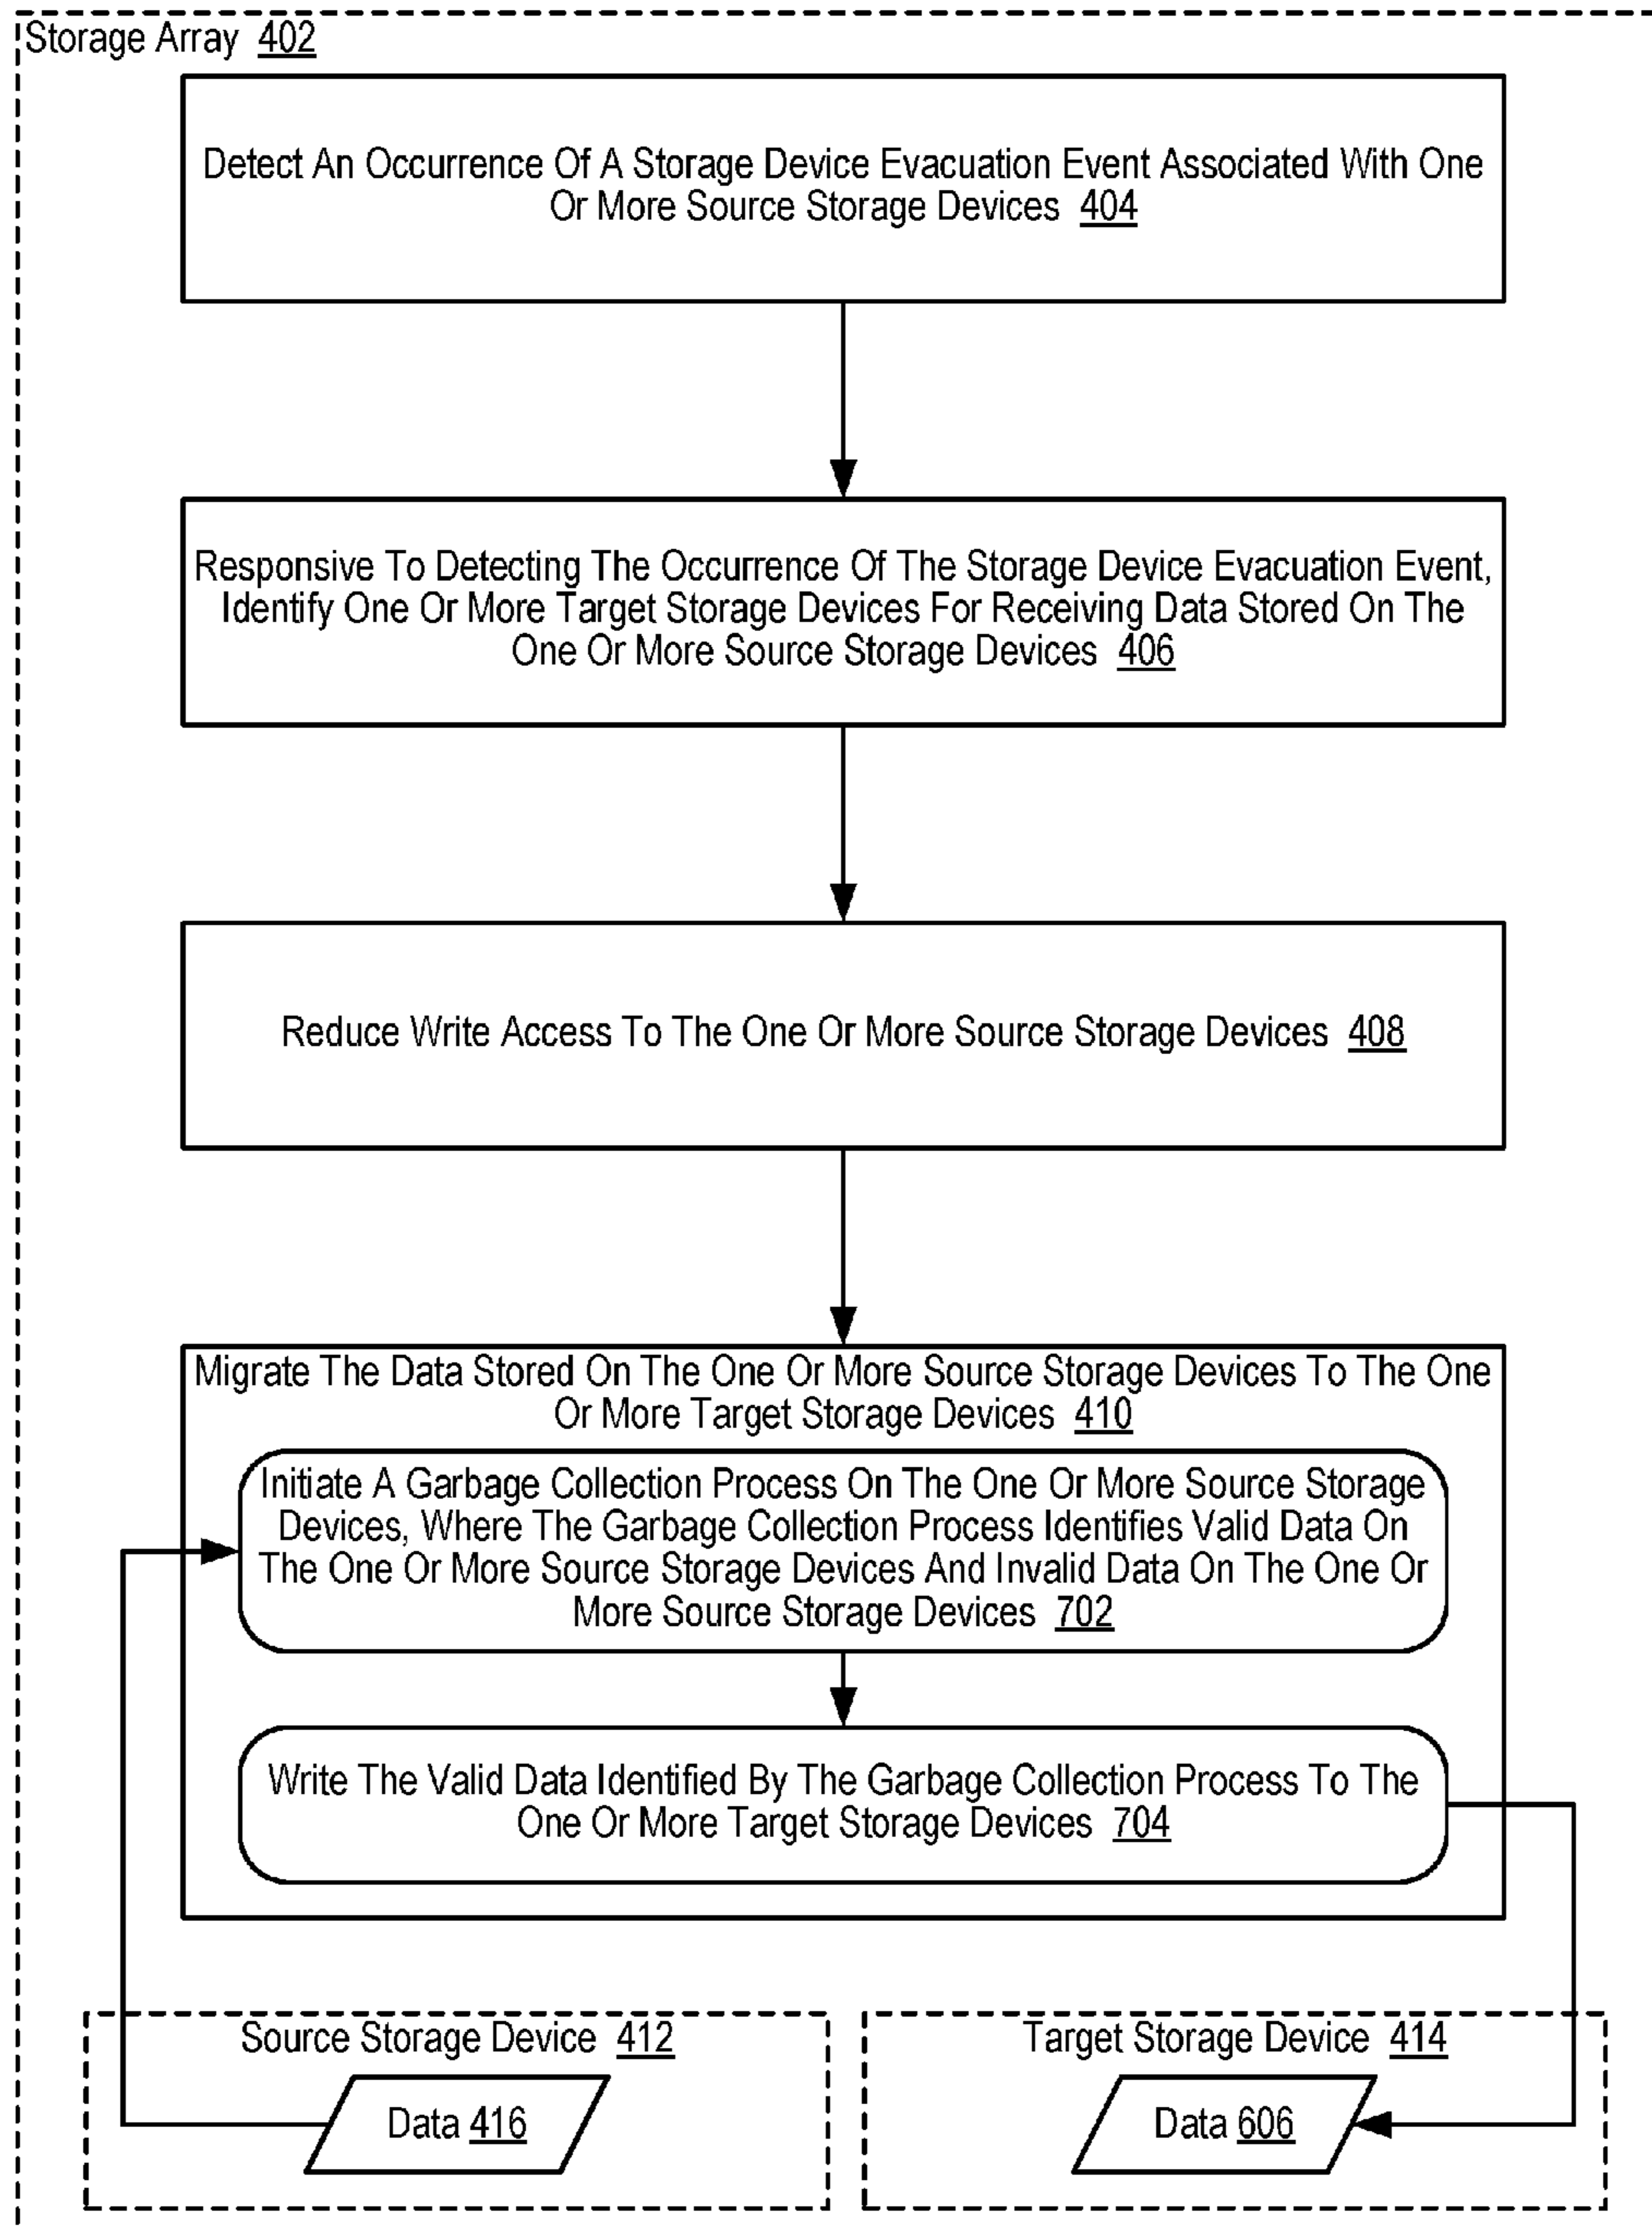 Storage Array 402
Detect An Occurrence Of A Storage Device Evacuation Event Associated With One
Or More Source Storage Devices 404
Responsive To Detecting The Occurrence Of The Storage Device Evacuation Event,
Identify One Or More Target Storage Devices For Receiving Data Stored On The
One Or More Source Storage Devices 406
Reduce Write Access To The One Or More Source Storage Devices 408
Migrate The Data Stored On The One Or More Source Storage Devices To The One
Or More Target Storage Devices 410
Initiate A Garbage Collection Process On The One Or More Source Storage
Devices, Where The Garbage Collection Process Identifies Valid Data On
The One Or More Source Storage Devices And Invalid Data On The One Or
More Source Storage Devices 702
Write The Valid Data Identified By The Garbage Collection Process To The
One Or More Target Storage Devices 704
Source Storage Device 412
Data 416
Target Storage Device 414
Data 606